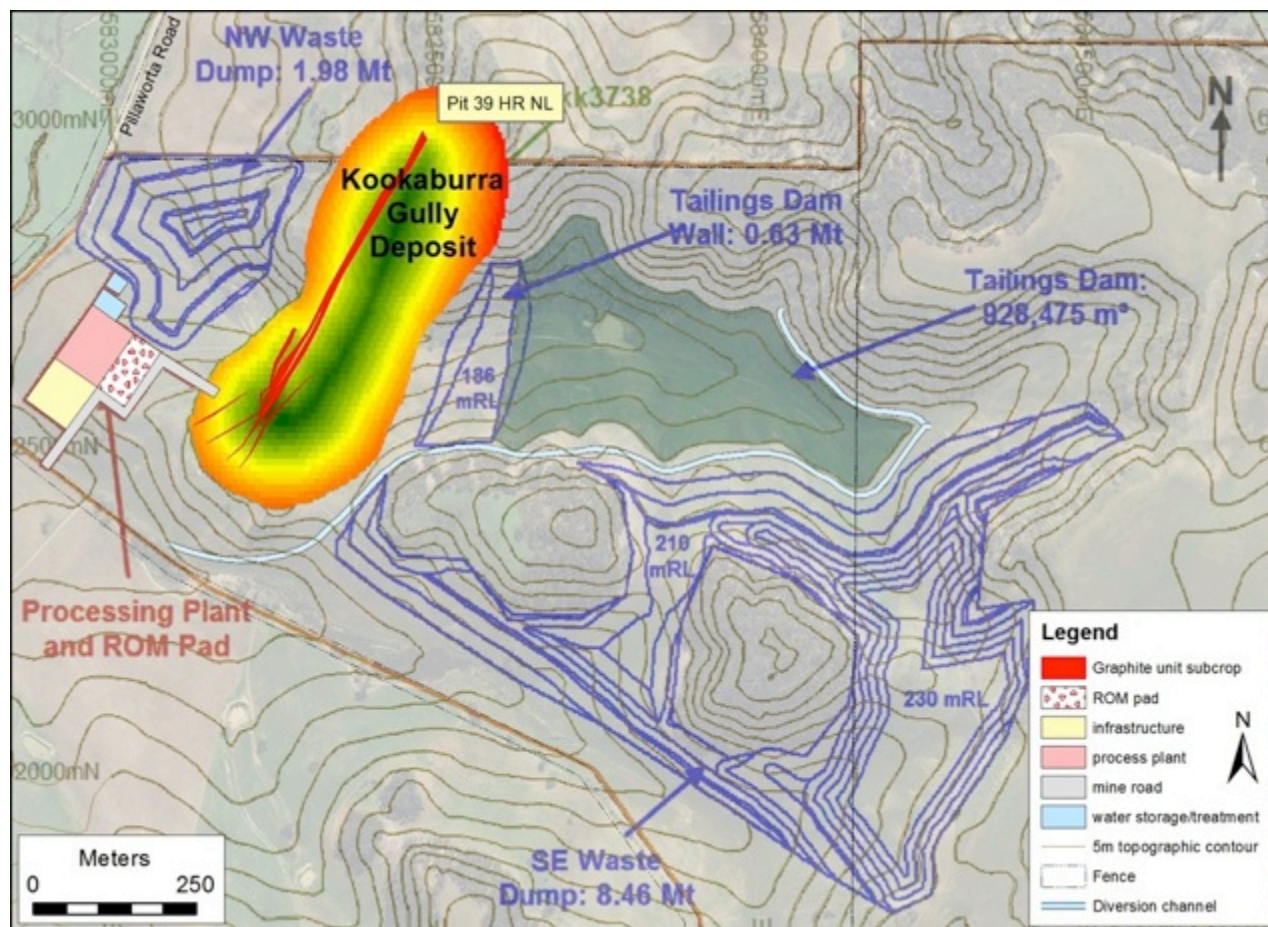 NW Waste
Dump: 1.98 Mt
Pillaworta Road
583000m
Pit 39 HR NL
3000mN
N
Kookaburra
Gully
Deposit
Tailings Dam
Wall: 0.63 Mt
Tailings Dam:
928,475 m³
186
mRL
2500mN
210
mRL
Processing Plant
and ROM Pad
230 mRL
2000mN
SE Waste
Dump: 8.46 Mt
Meters
0 250
Legend
Graphite unit subcrop
ROM pad
infrastructure
process plant
mine road
water storage/treatment
5m topographic contour
Fence
Diversion channel
N